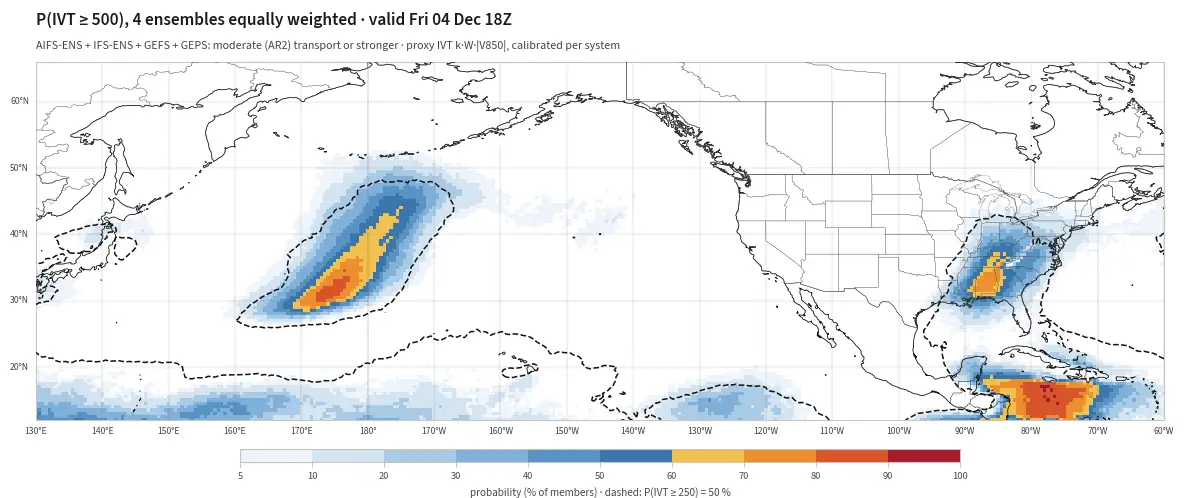 P(IVT ≥ 500), 4 ensembles equally weighted · valid Fri 04 Dec 18Z
AIFS-ENS + IFS-ENS + GEFS + GEPS: moderate (AR2) transport or stronger · proxy IVT k·W·|V850|, calibrated per system
60°N
50°N
40°N
30°N
20°N
130°E 140°E 150°E 160°E 170°E 180° 170°W 160°W 150°W 140°W 120°W 110°W 100°W 90°W 80°W 70°W 60°W
5 10 20 30 40 50 60 70 80 90 100
probability (% of members) · dashed: P(IVT ≥ 250) = 50 %